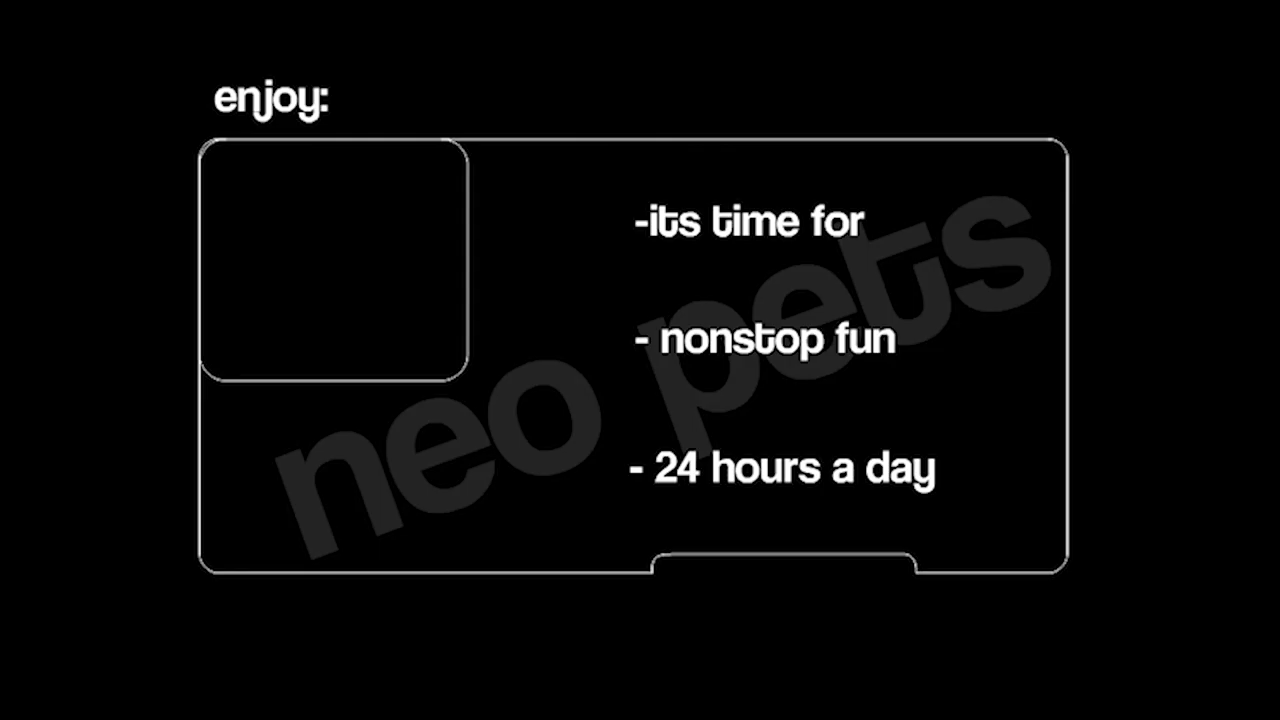 enjoy:
-its time for
- nonstop fun
- 24 hours a day
neo pets